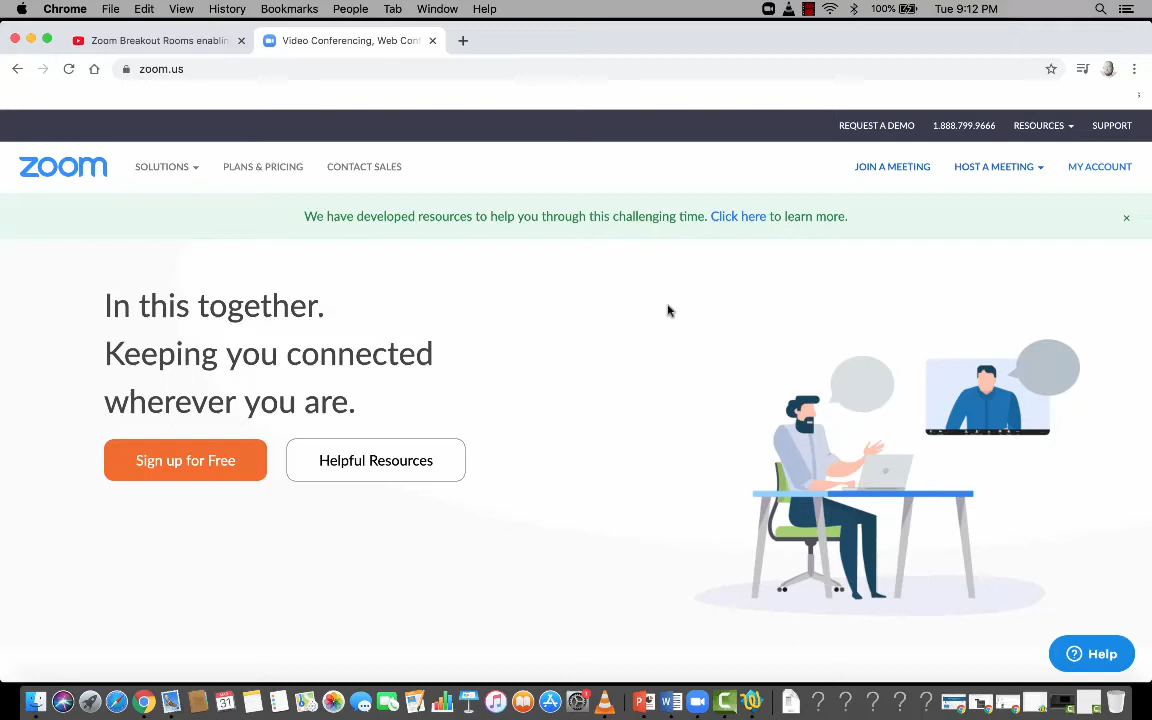 Chrome File Edit View History Bookmarks People Tab Window Help 100% Tue 9:12 PM
Zoom Breakout Rooms enablin
Video Conferencing, Web Conf
zoom.us
REQUEST A DEMO 1.888.799.9666 RESOURCES SUPPORT
zoom SOLUTIONS PLANS & PRICING CONTACT SALES JOIN A MEETING HOST A MEETING MY ACCOUNT
We have developed resources to help you through this challenging time. Click here to learn more.
In this together.
Keeping you connected
wherever you are.
Sign up for Free
Helpful Resources
Help
31